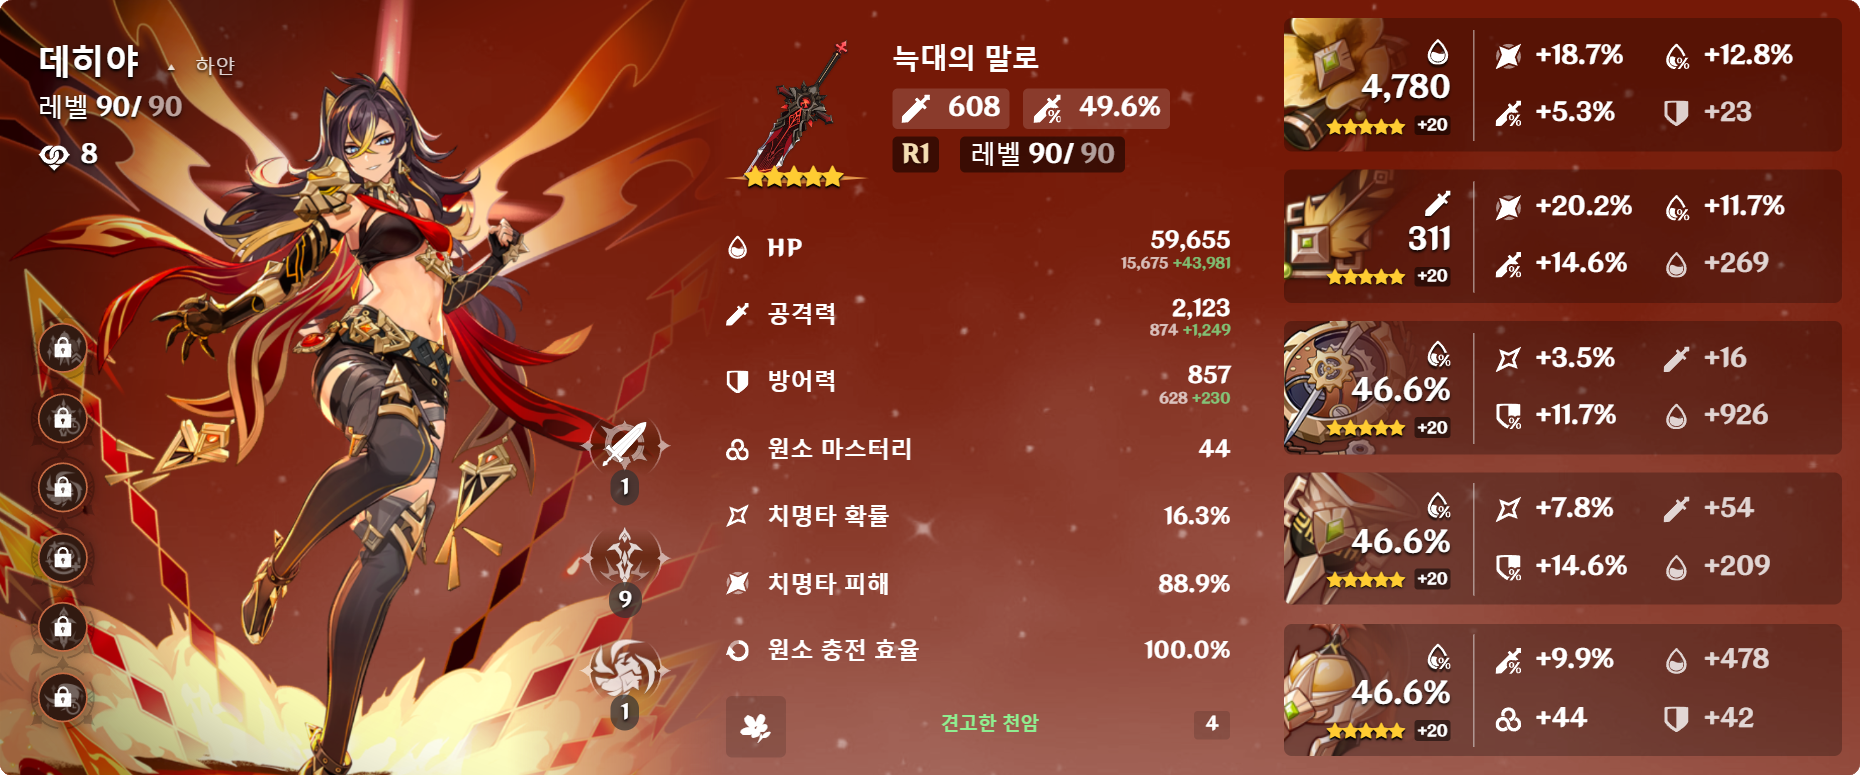 데히야 ▲ 하얀
레벨 90/ 90
8
1
9
1
늑대의 말로
608 49.6%
R1 레벨 90/ 90
HP 59,655
15,675 +43,981
공격력 2,123
874 +1,249
방어력 857
628 +230
원소 마스터리 44
치명타 확률 16.3%
치명타 피해 88.9%
원소 충전 효율 100.0%
견고한 천암 4
4,780
+20
+18.7% +12.8%
+5.3% +23
311
+20
+20.2% +11.7%
+14.6% +269
46.6%
+20
+3.5% +16
+11.7% +926
46.6%
+20
+7.8% +54
+14.6% +209
46.6%
+20
+9.9% +478
+44 +42